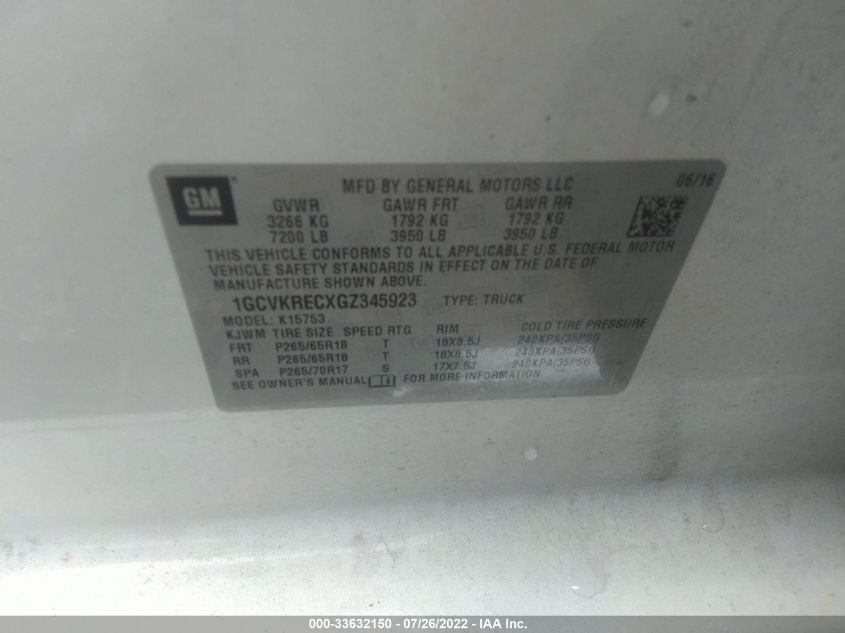 GM
MFD BY GENERAL MOTORS LLC 06/16
GVWR GAWR FRT GAWR RR
3266 KG 1792 KG 1792 KG
7200 LB 3950 LB 3950 LB
THIS VEHICLE CONFORMS TO ALL APPLICABLE U.S. FEDERAL MOTOR
VEHICLE SAFETY STANDARDS IN EFFECT ON THE DATE OF
MANUFACTURE SHOWN ABOVE.
1GCVKRECXGZ345923 TYPE: TRUCK
MODEL: K15753
KJWM TIRE SIZE SPEED RTG RIM COLD TIRE PRESSURE
FRT P265/65R18 T 18X8.5J 240KPA(35PSI)
RR P265/65R18 T 18X8.5J 240KPA(35PSI)
SPA P265/70R17 S 17X7.5J 240KPA(35PSI)
SEE OWNER'S MANUAL FOR MORE INFORMATION.
000-33632150 - 07/26/2022 - IAA Inc.